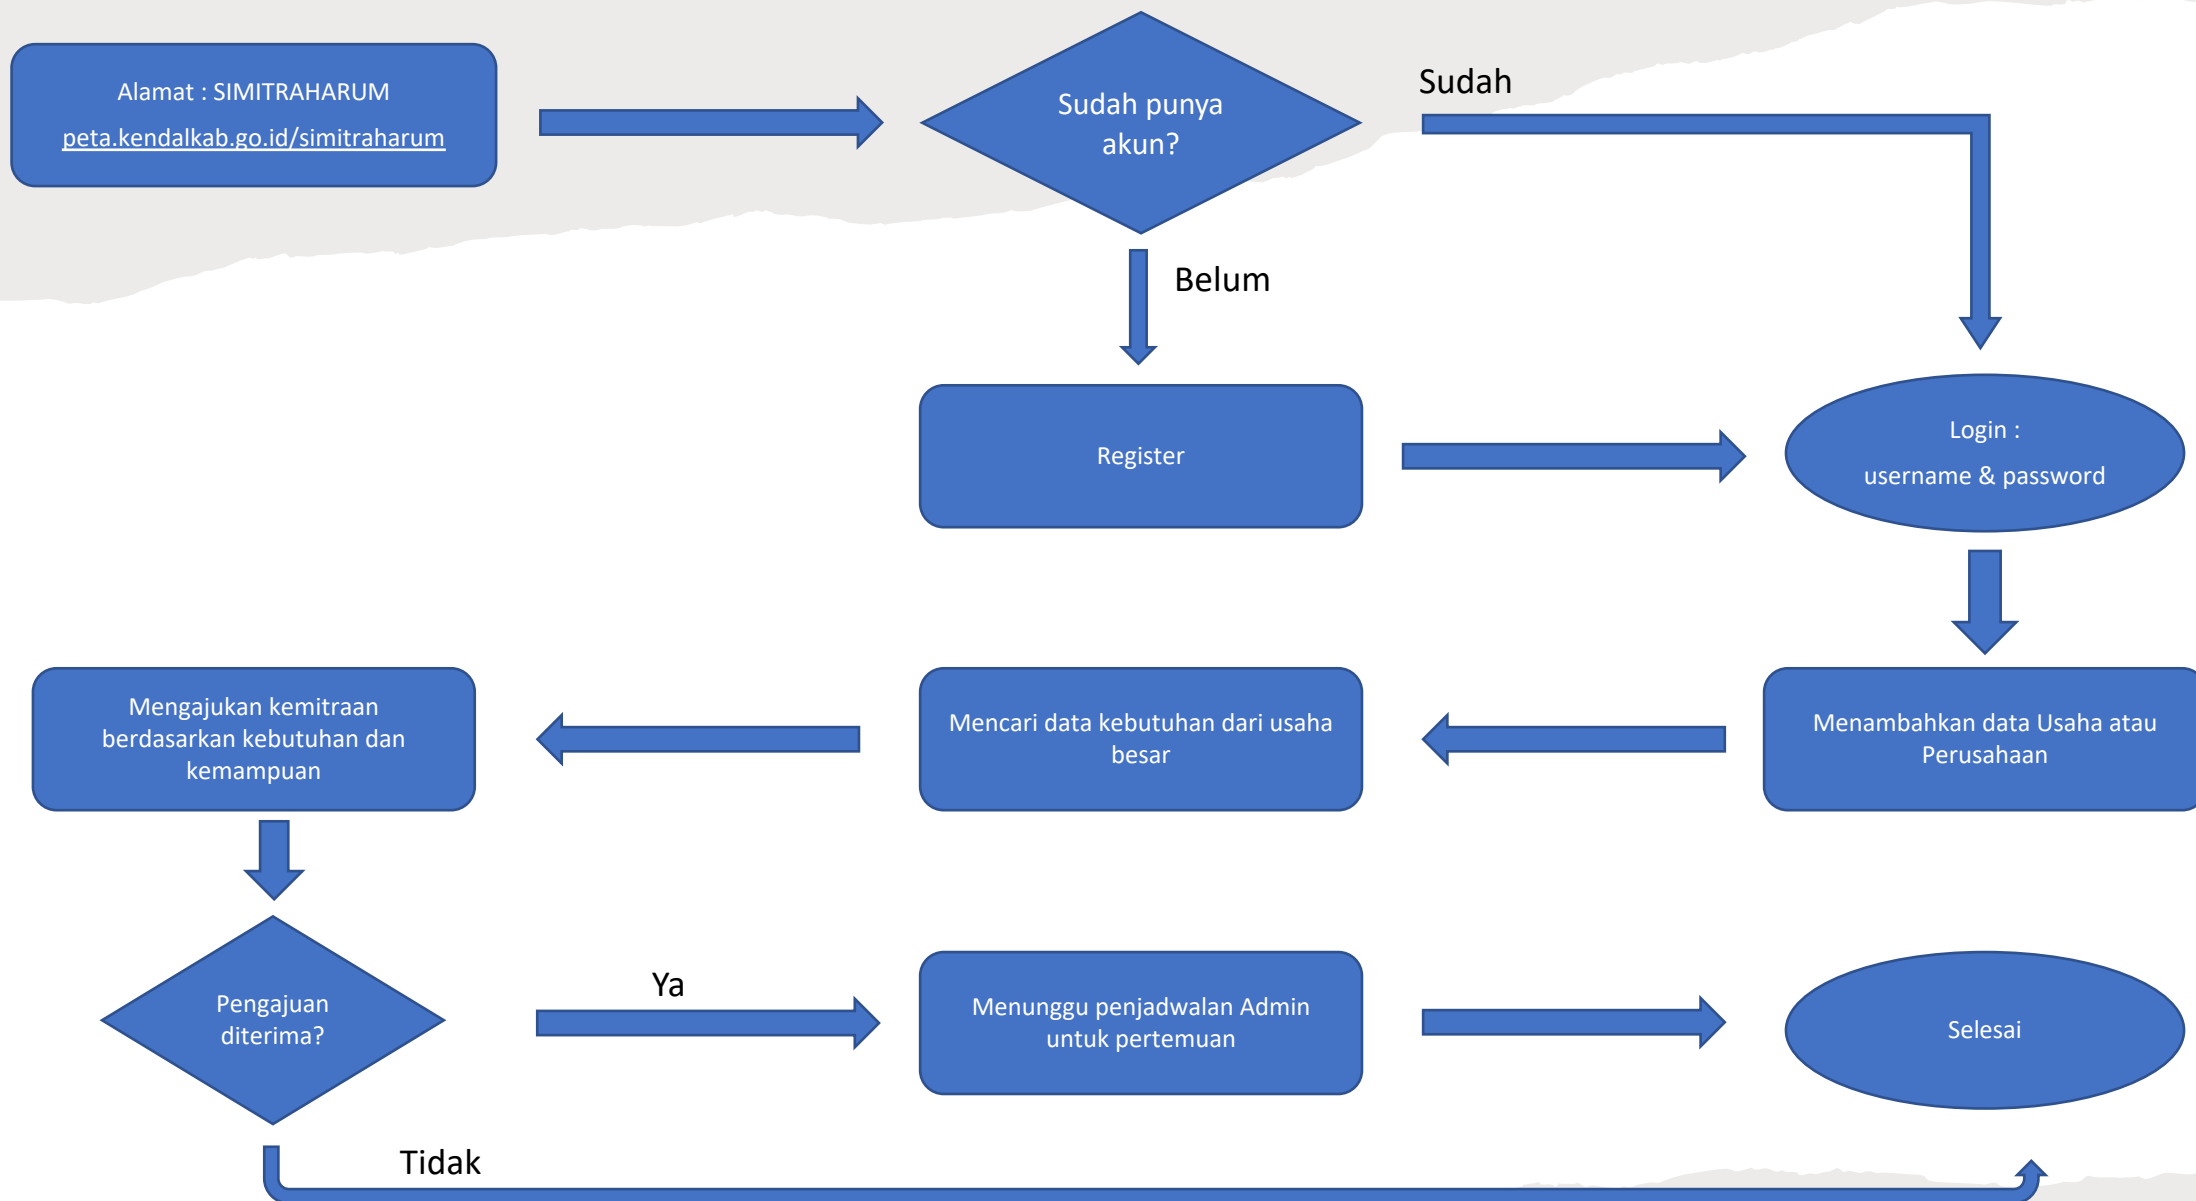 Alamat : SIMITRAHARUM
peta.kendalkab.go.id/simitraharum
Sudah punya
akun?
Sudah
Belum
Register
Login :
username & password
Menambahkan data Usaha atau
Perusahaan
Mencari data kebutuhan dari usaha
besar
Mengajukan kemitraan
berdasarkan kebutuhan dan
kemampuan
Pengajuan
diterima?
Ya
Menunggu penjadwalan Admin
untuk pertemuan
Selesai
Tidak